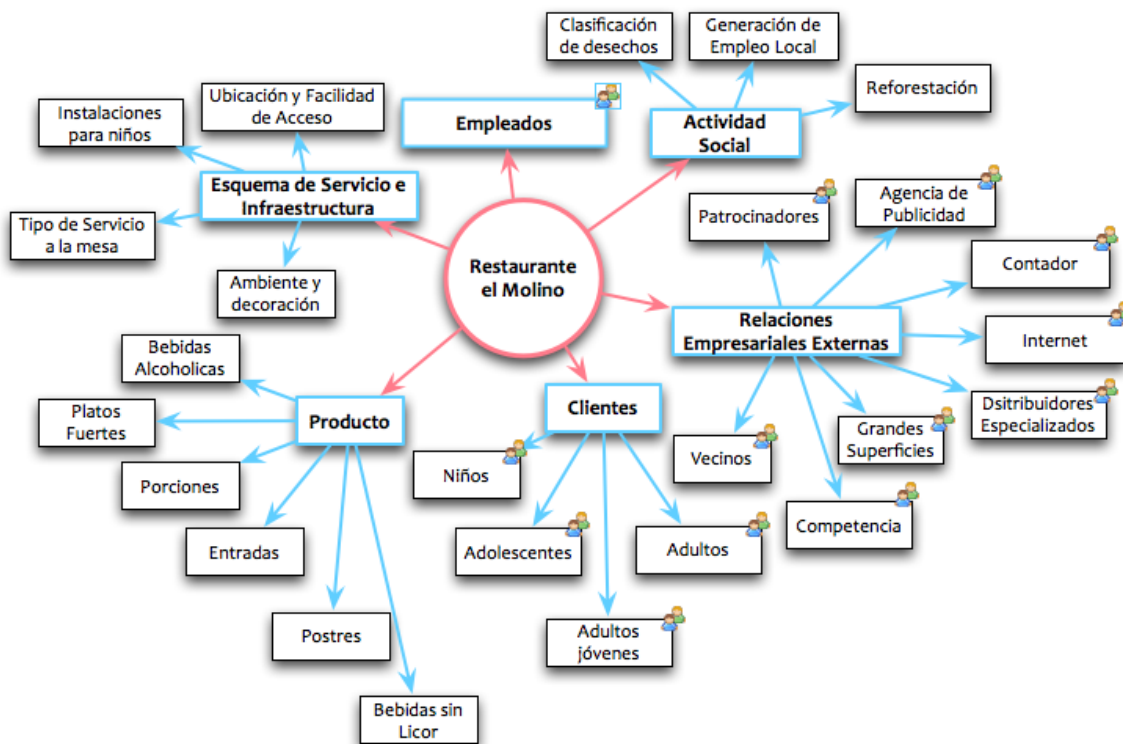 Clasificación
de desechos
Generación de
Empleo Local
Reforestación
Instalaciones
para niños
Ubicación y Facilidad
de Acceso
Empleados
Actividad
Social
Esquema de Servicio e
Infraestructura
Tipo de Servicio
a la mesa
Ambiente y
decoración
Restaurante
el Molino
Patrocinadores
Agencia de
Publicidad
Contador
Relaciones
Empresariales Externas
Internet
Dsitribuidores
Especializados
Grandes
Superficies
Vecinos
Competencia
Bebidas
Alcoholicas
Platos
Fuertes
Producto
Porciones
Entradas
Postres
Bebidas sin
Licor
Clientes
Niños
Adolescentes
Adultos
Adultos
jóvenes